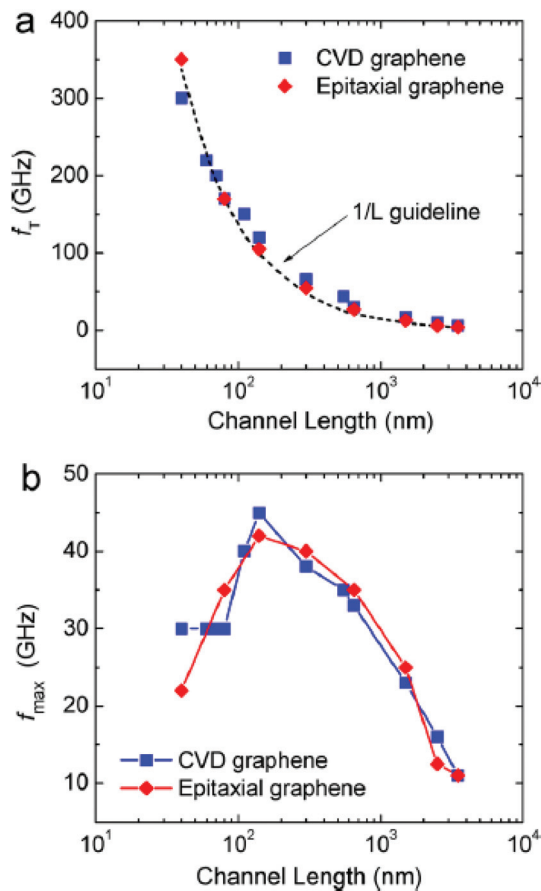 a
400
300
200
100
0
f_T (GHz)
CVD graphene
Epitaxial graphene
1/L guideline
10^1 10^2 10^3 10^4
Channel Length (nm)
b
50
40
30
20
10
f_max (GHz)
CVD graphene
Epitaxial graphene
10^1 10^2 10^3 10^4
Channel Length (nm)